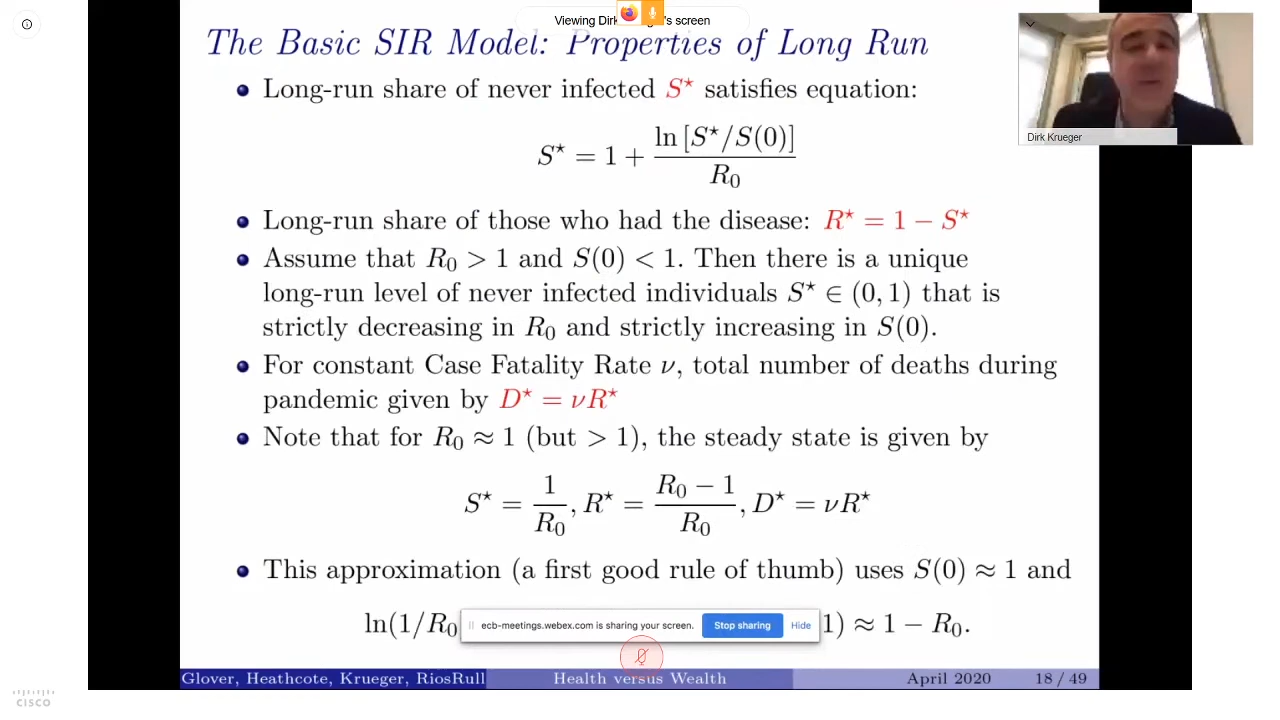 Viewing Dirk 's screen
The Basic SIR Model: Properties of Long Run
Long-run share of never infected S⋆ satisfies equation:
S⋆ = 1 + ln [S⋆/S(0)] / R₀
Long-run share of those who had the disease: R⋆ = 1 − S⋆
Assume that R₀ > 1 and S(0) < 1. Then there is a unique
long-run level of never infected individuals S⋆ ∈ (0, 1) that is
strictly decreasing in R₀ and strictly increasing in S(0).
For constant Case Fatality Rate ν, total number of deaths during
pandemic given by D⋆ = νR⋆
Note that for R₀ ≈ 1 (but > 1), the steady state is given by
S⋆ = 1/R₀, R⋆ = (R₀ − 1)/R₀, D⋆ = νR⋆
This approximation (a first good rule of thumb) uses S(0) ≈ 1 and
ln(1/R₀ 1) ≈ 1 − R₀.
ecb-meetings.webex.com is sharing your screen. Stop sharing Hide
Glover, Heathcote, Krueger, RiosRull Health versus Wealth April 2020 18 / 49
Dirk Krueger
CISCO